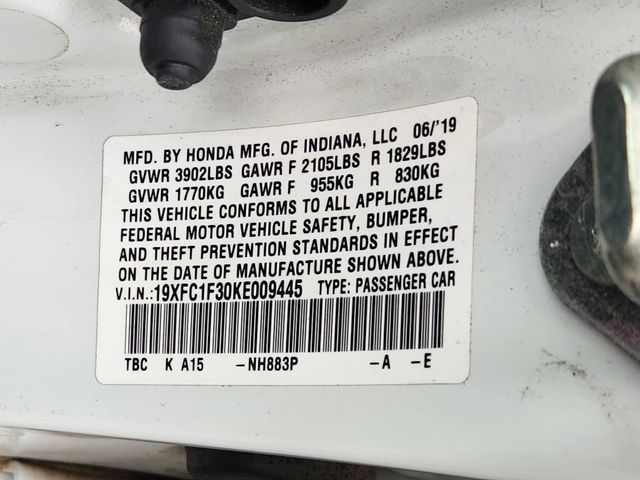 MFD. BY HONDA MFG. OF INDIANA, LLC 06/'19
GVWR 3902LBS GAWR F 2105LBS R 1829LBS
GVWR 1770KG GAWR F 955KG R 830KG
THIS VEHICLE CONFORMS TO ALL APPLICABLE
FEDERAL MOTOR VEHICLE SAFETY, BUMPER,
AND THEFT PREVENTION STANDARDS IN EFFECT
ON THE DATE OF MANUFACTURE SHOWN ABOVE.
V.I.N.:19XFC1F30KE009445 TYPE: PASSENGER CAR
TBC K A15 -NH883P -A -E